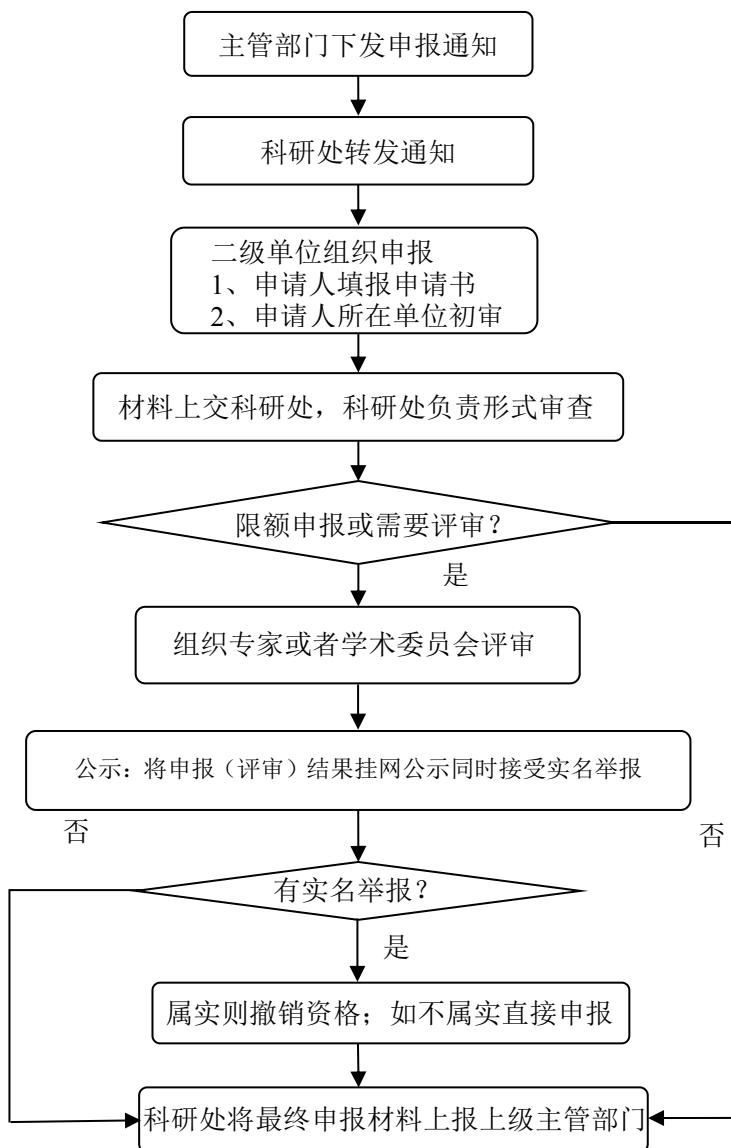 主管部门下发申报通知
科研处转发通知
二级单位组织申报
1、申请人填报申请书
2、申请人所在单位初审
材料上交科研处，科研处负责形式审查
限额申报或需要评审？
是
组织专家或者学术委员会评审
公示：将申报（评审）结果挂网公示同时接受实名举报
否
否
有实名举报？
是
属实则撤销资格；如不属实直接申报
科研处将最终申报材料上报上级主管部门